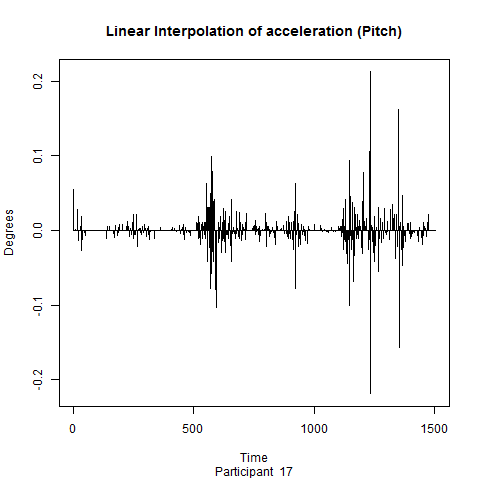 Linear Interpolation of acceleration (Pitch)
0.2
0.1
0.0
-0.1
-0.2
Degrees
0 500 1000 1500
Time
Participant 17